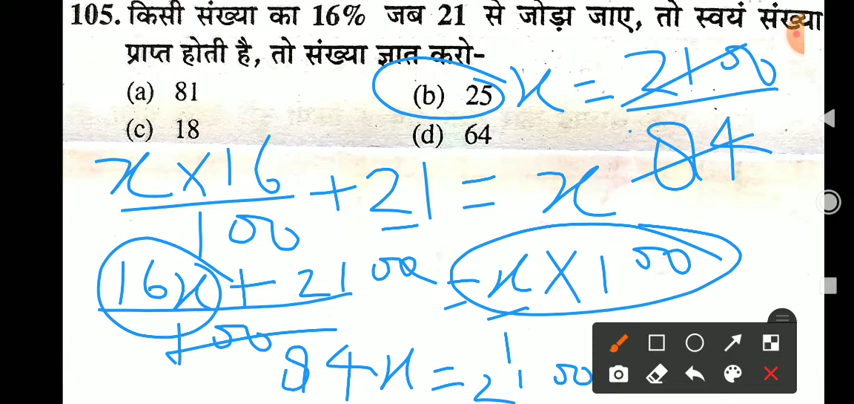 105. किसी संख्या का 16% जब 21 से जोड़ा जाए, तो स्वयं संख्या
प्राप्त होती है, तो संख्या ज्ञात करो-
(a) 81 (b) 25
(c) 18 (d) 64
x = 2100/84
x×16/100 + 21 = x
16x + 2100/100 = x×100
84x = 2100